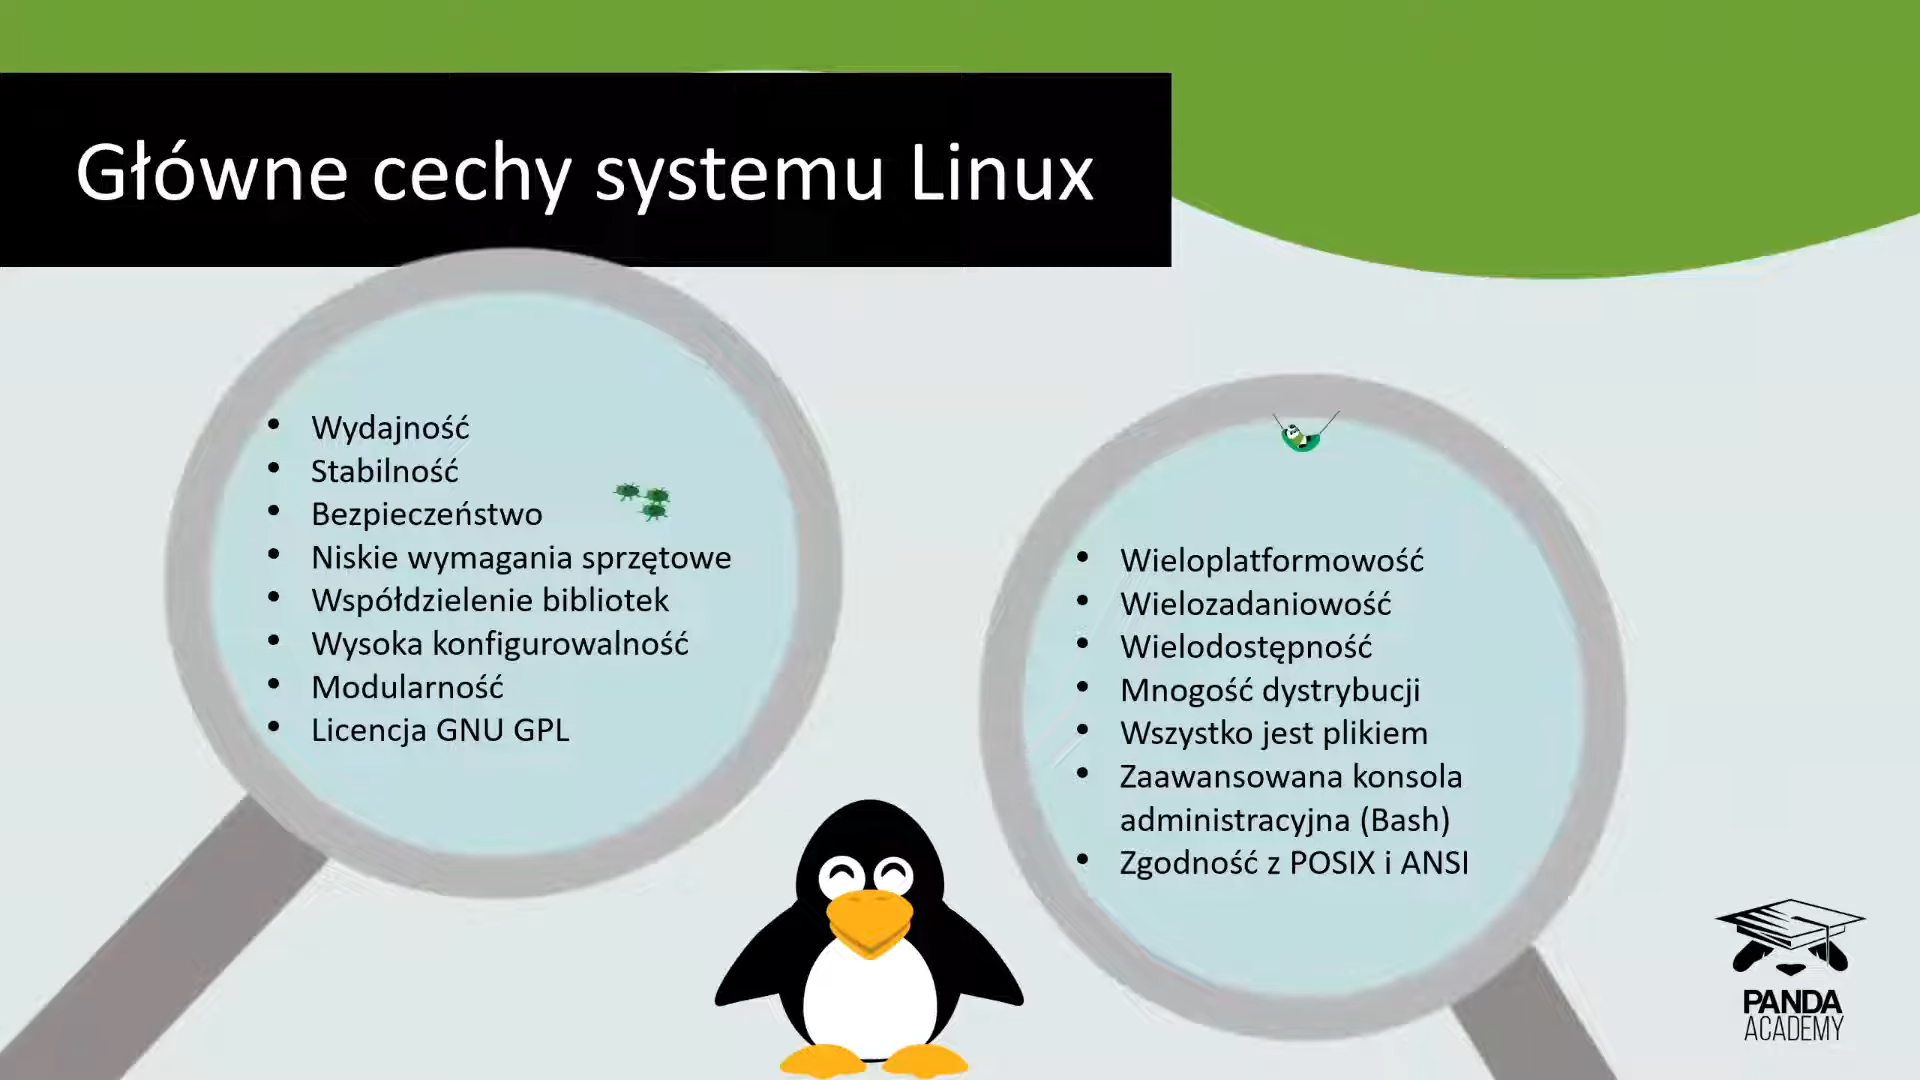 Główne cechy systemu Linux
• Wydajność
• Stabilność
• Bezpieczeństwo
• Niskie wymagania sprzętowe
• Współdzielenie bibliotek
• Wysoka konfigurowalność
• Modularność
• Licencja GNU GPL
• Wieloplatformowość
• Wielozadaniowość
• Wielodostępność
• Mnogość dystrybucji
• Wszystko jest plikiem
• Zaawansowana konsola
administracyjna (Bash)
• Zgodność z POSIX i ANSI
PANDA
ACADEMY